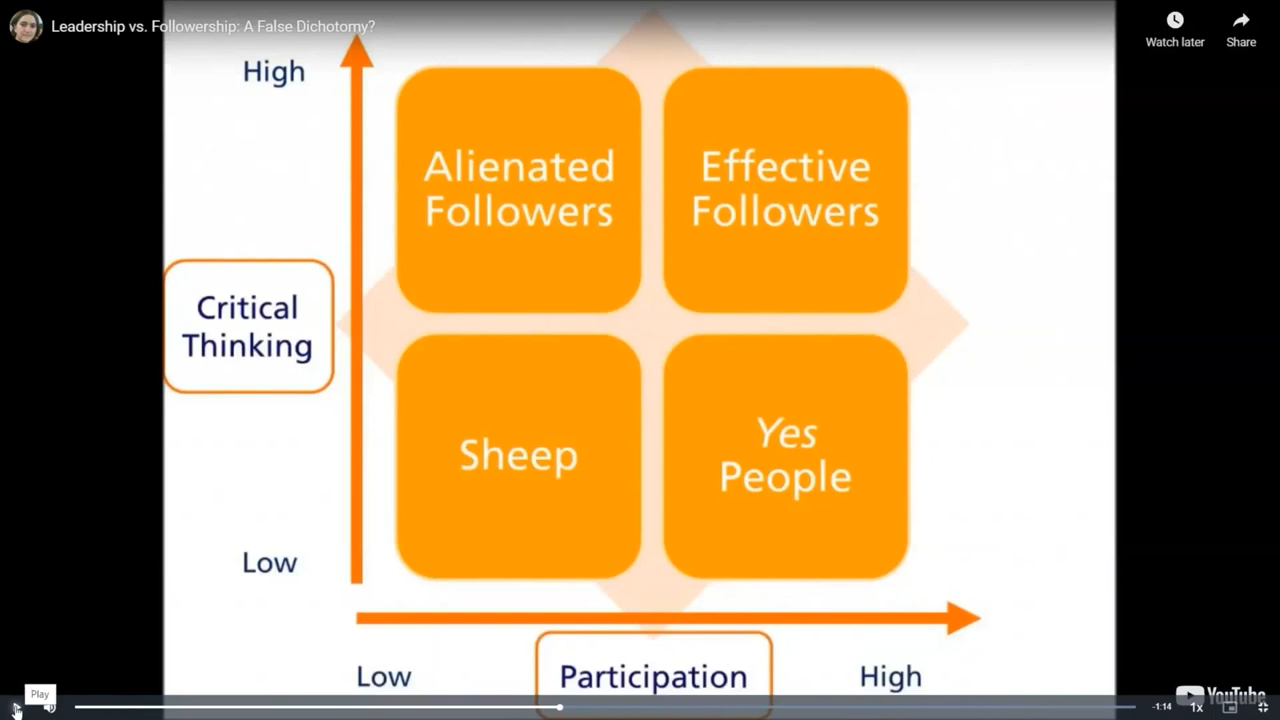 Leadership vs. Followership: A False Dichotomy?
Watch later
Share
High
Alienated
Followers
Effective
Followers
Critical
Thinking
Sheep
Yes
People
Low
Low
Participation
High
Play
YouTube
-1:14
1x